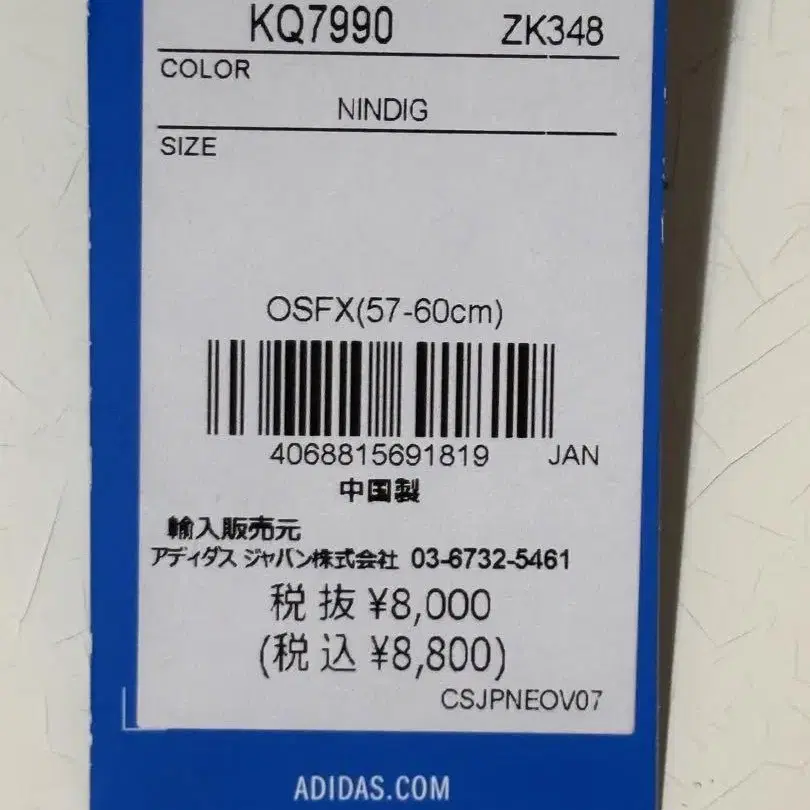 KQ7990 ZK348
COLOR
NINDIG
SIZE
OSFX(57-60cm)
4068815691819 JAN
中国製
輸入販売元
アディダス ジャパン株式会社 03-6732-5461
税抜 ¥8,000
(税込 ¥8,800)
CSJPNEOV07
ADIDAS.COM